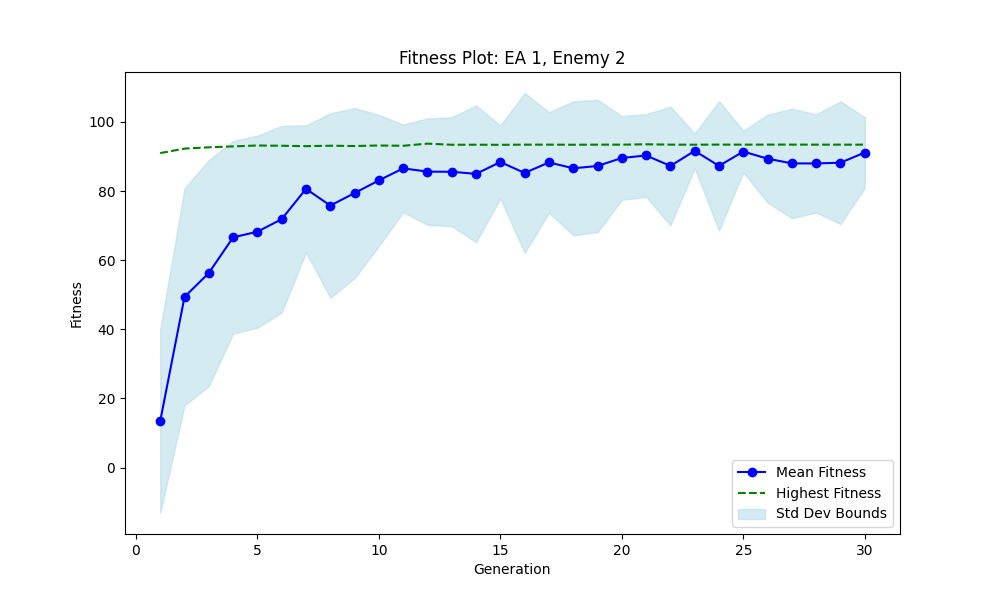 Fitness Plot: EA 1, Enemy 2
Fitness
100
80
60
40
20
0
Mean Fitness
Highest Fitness
Std Dev Bounds
0 5 10 15 20 25 30
Generation